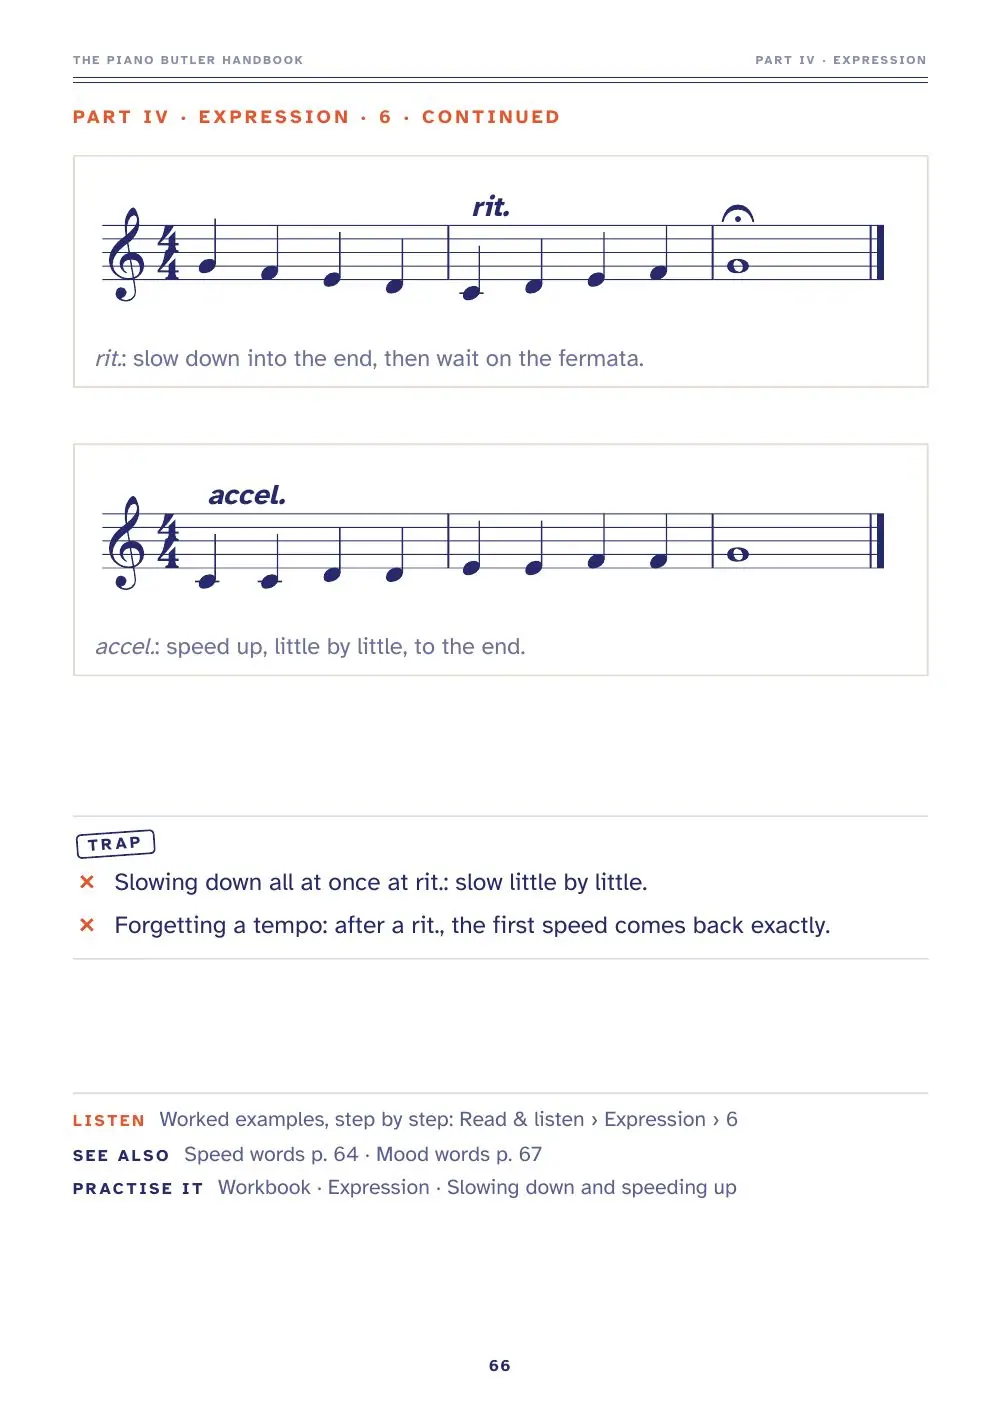 THE PIANO BUTLER HANDBOOK
PART IV · EXPRESSION
PART IV · EXPRESSION · 6 · CONTINUED
rit.
4
4
rit.: slow down into the end, then wait on the fermata.
accel.
4
4
accel.: speed up, little by little, to the end.
TRAP
× Slowing down all at once at rit.: slow little by little.
× Forgetting a tempo: after a rit., the first speed comes back exactly.
LISTEN Worked examples, step by step: Read & listen › Expression › 6
SEE ALSO Speed words p. 64 · Mood words p. 67
PRACTISE IT Workbook · Expression · Slowing down and speeding up
66